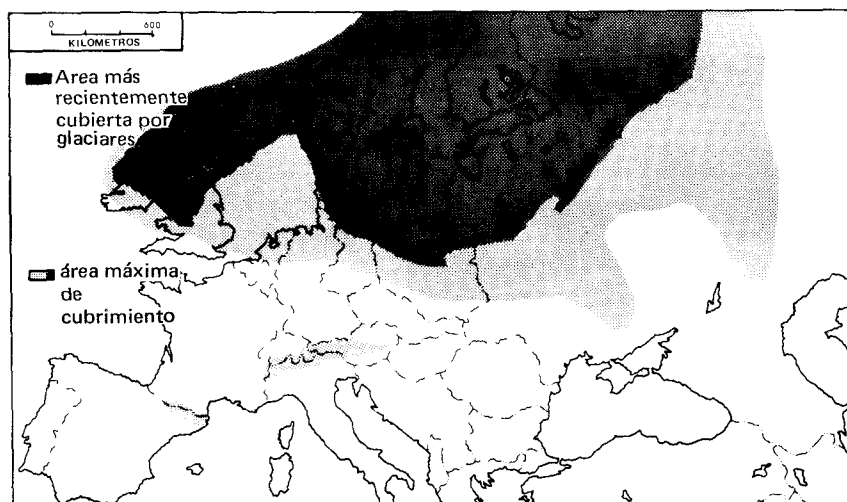 0 600
KILOMETROS
Area más
recientemente
cubierta por
glaciares
área máxima
de
cubrimiento